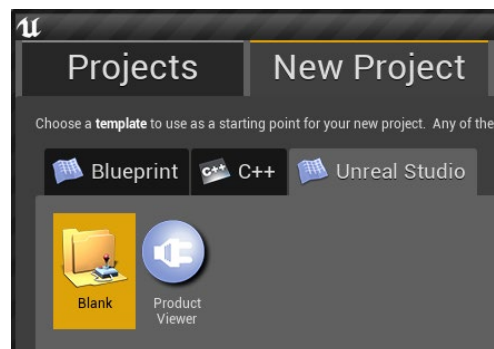 Projects
New Project
Choose a template to use as a starting point for your new project. Any of the
Blueprint
C++
Unreal Studio
Blank
Product
Viewer